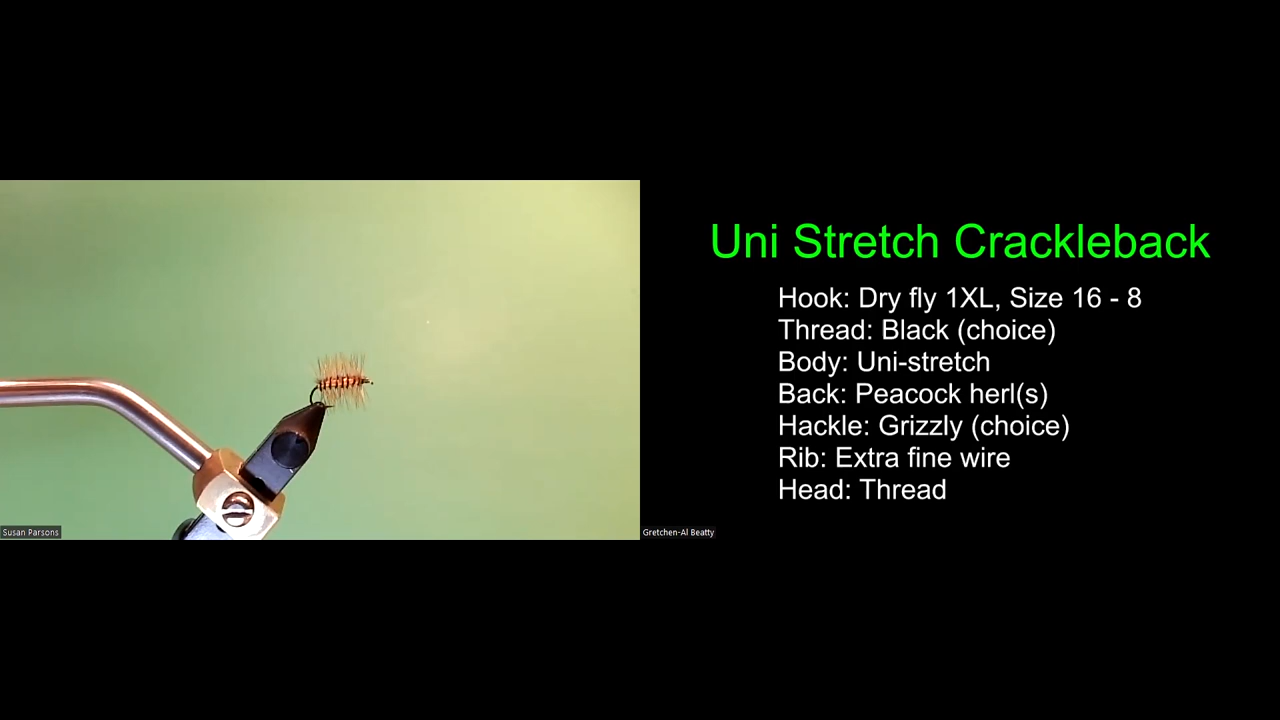 Uni Stretch Crackleback
Hook: Dry fly 1XL, Size 16 - 8
Thread: Black (choice)
Body: Uni-stretch
Back: Peacock herl(s)
Hackle: Grizzly (choice)
Rib: Extra fine wire
Head: Thread
Susan Parsons
Gretchen-Al Beatty